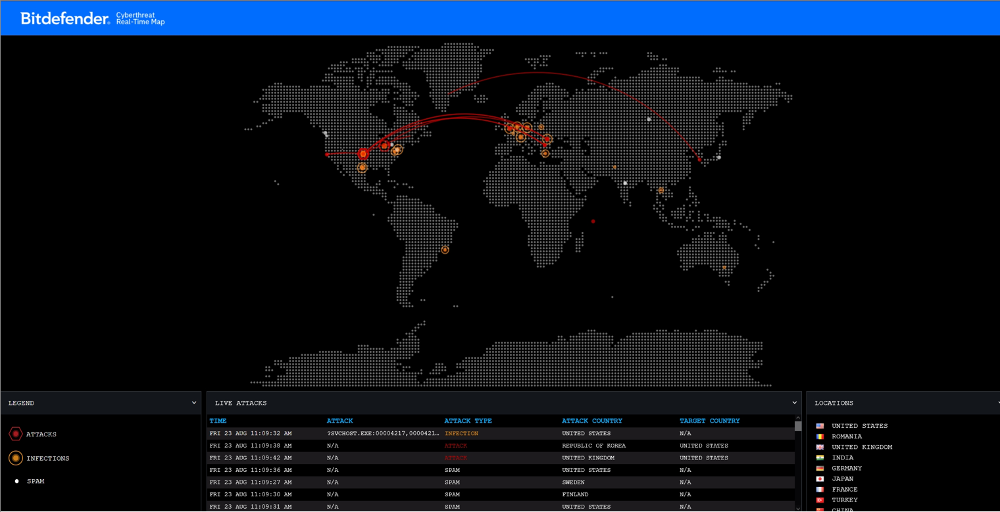 Bitdefender® Cyberthreat
Real-Time Map
LEGEND
ATTACKS
INFECTIONS
SPAM
LIVE ATTACKS
TIME ATTACK ATTACK TYPE ATTACK COUNTRY TARGET COUNTRY
FRI 23 AUG 11:09:32 AM ?SVCHOST.EXE:00004217,0000421… INFECTION UNITED STATES N/A
FRI 23 AUG 11:09:38 AM N/A ATTACK REPUBLIC OF KOREA UNITED STATES
FRI 23 AUG 11:09:42 AM N/A ATTACK UNITED KINGDOM UNITED STATES
FRI 23 AUG 11:09:36 AM N/A SPAM UNITED STATES N/A
FRI 23 AUG 11:09:27 AM N/A SPAM SWEDEN N/A
FRI 23 AUG 11:09:30 AM N/A SPAM FINLAND N/A
FRI 23 AUG 11:09:31 AM N/A SPAM UNITED STATES N/A
LOCATIONS
UNITED STATES
ROMANIA
UNITED KINGDOM
INDIA
GERMANY
JAPAN
FRANCE
TURKEY
CHINA